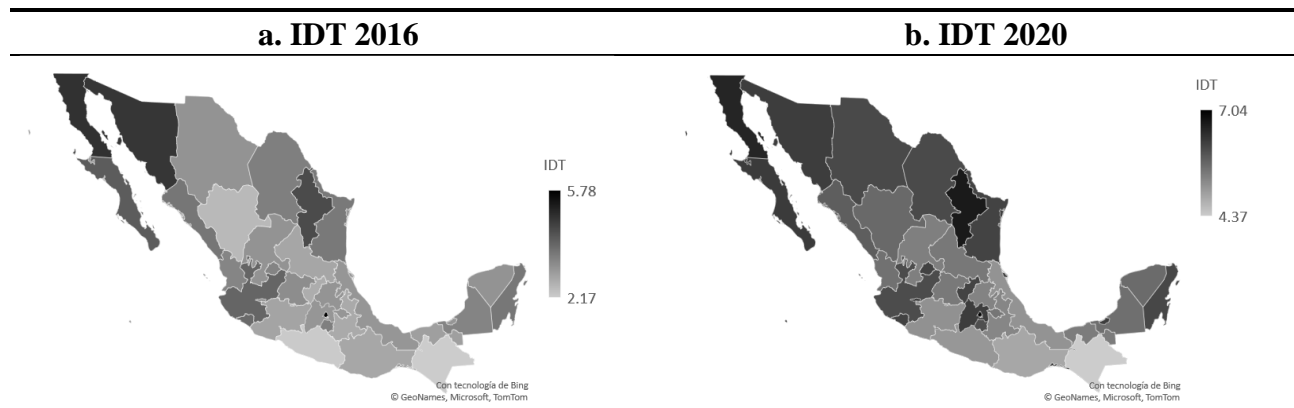 a. IDT 2016
b. IDT 2020
IDT
5.78
2.17
Con tecnología de Bing
© GeoNames, Microsoft, TomTom
IDT
7.04
4.37
Con tecnología de Bing
© GeoNames, Microsoft, TomTom